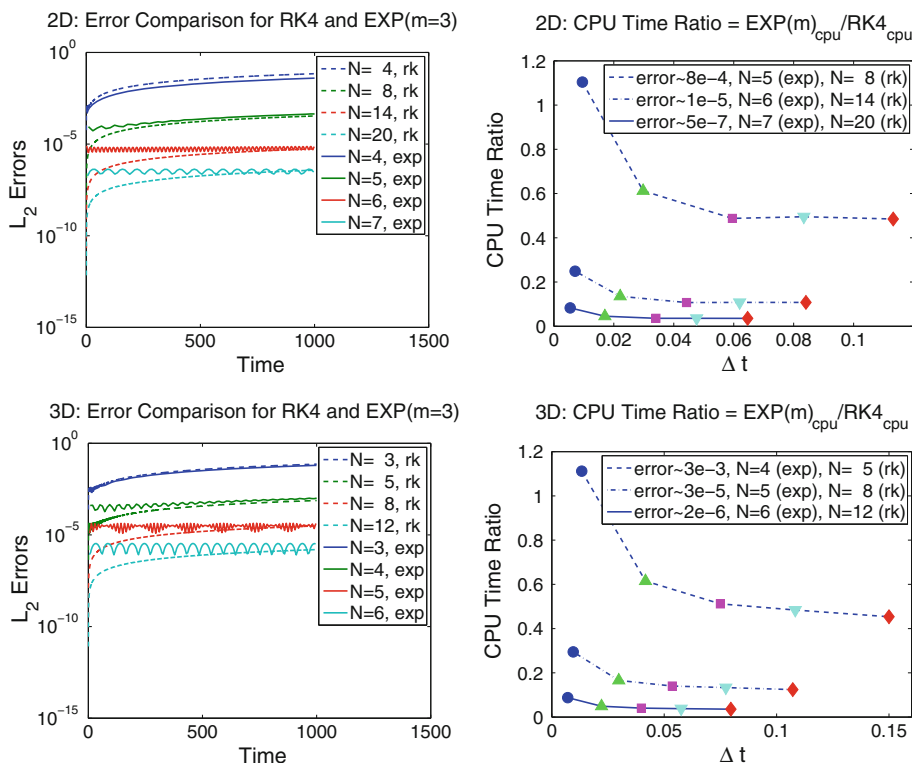 2D: Error Comparison for RK4 and EXP(m=3)
10^0
10^-5
10^-10
10^-15
L_2 Errors
0
500
1000
1500
Time
N= 4, rk
N= 8, rk
N=14, rk
N=20, rk
N=4, exp
N=5, exp
N=6, exp
N=7, exp
2D: CPU Time Ratio = EXP(m)_cpu/RK4_cpu
1.2
1
0.8
0.6
0.4
0.2
0
CPU Time Ratio
0
0.02
0.04
0.06
0.08
0.1
Δ t
error~8e-4, N=5 (exp), N= 8 (rk)
error~1e-5, N=6 (exp), N=14 (rk)
error~5e-7, N=7 (exp), N=20 (rk)
3D: Error Comparison for RK4 and EXP(m=3)
10^0
10^-5
10^-10
10^-15
L_2 Errors
0
500
1000
1500
Time
N= 3, rk
N= 5, rk
N= 8, rk
N=12, rk
N=3, exp
N=4, exp
N=5, exp
N=6, exp
3D: CPU Time Ratio = EXP(m)_cpu/RK4_cpu
1.2
1
0.8
0.6
0.4
0.2
0
CPU Time Ratio
0
0.05
0.1
0.15
Δ t
error~3e-3, N=4 (exp), N= 5 (rk)
error~3e-5, N=5 (exp), N= 8 (rk)
error~2e-6, N=6 (exp), N=12 (rk)